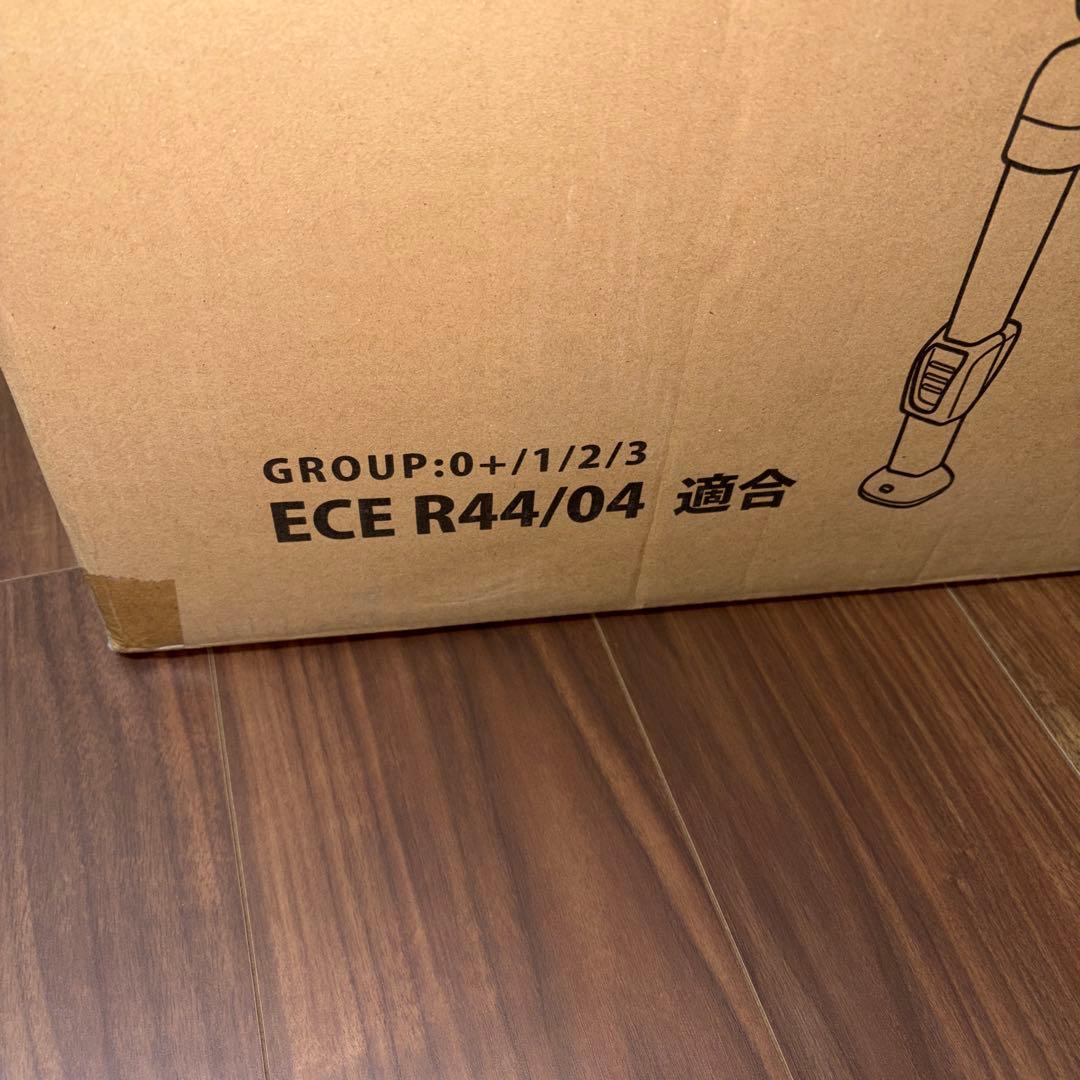 GROUP:0+/1/2/3
ECE R44/04 適合